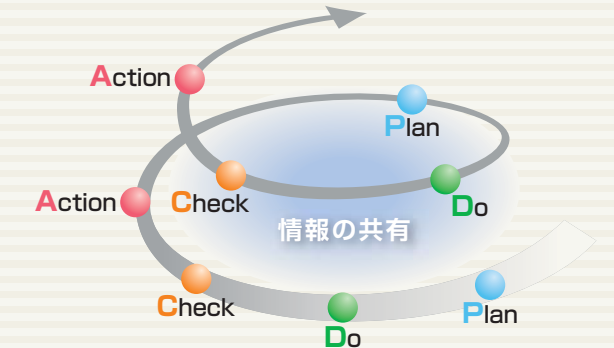 Action
Plan
Check
Do
Action
情報の共有
Check
Plan
Do